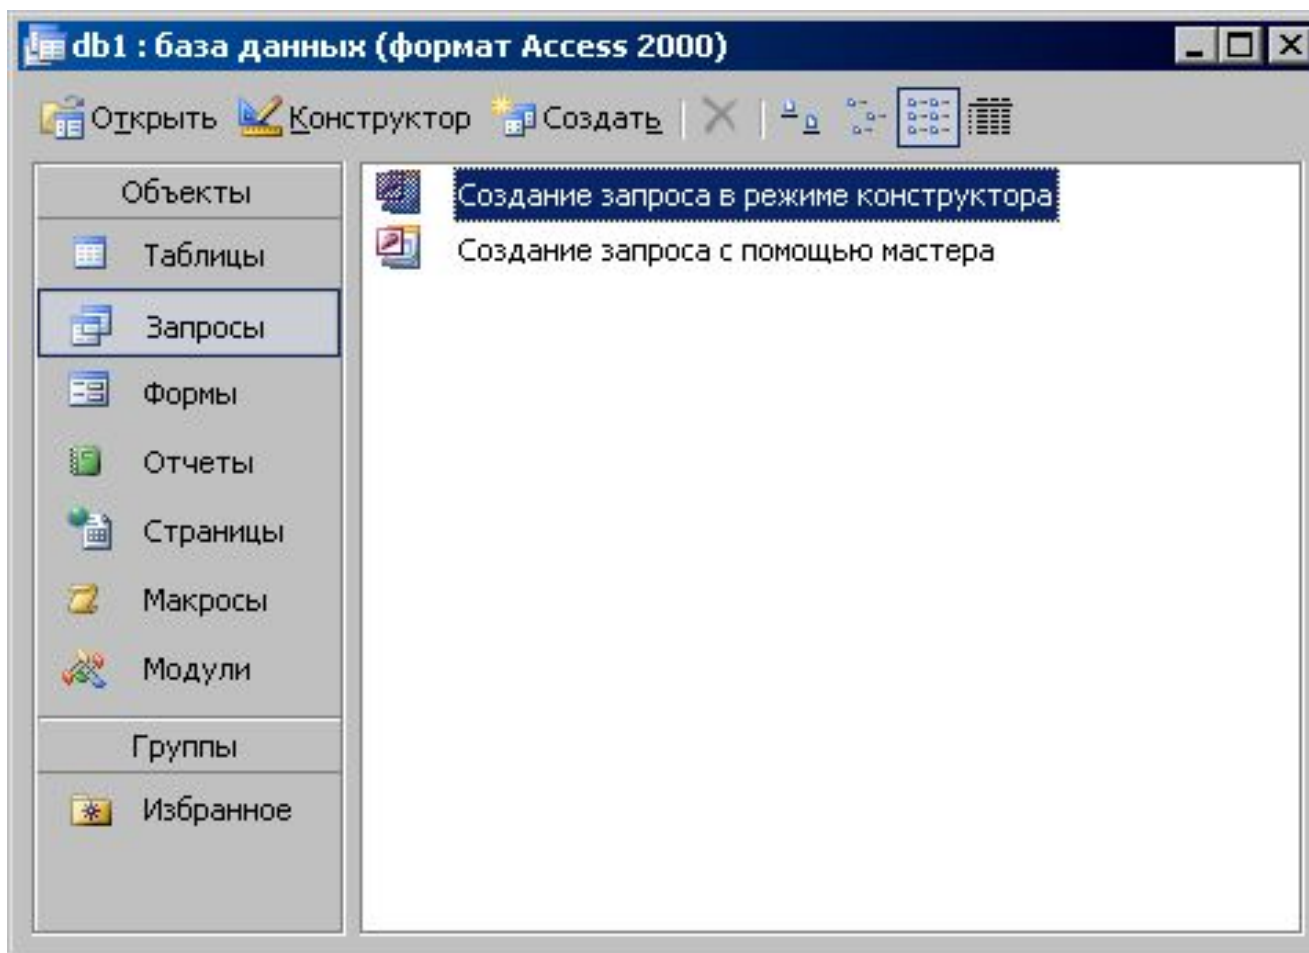 db1 : база данных (формат Access 2000)
Открыть Конструктор Создать
Объекты
Таблицы
Запросы
Формы
Отчеты
Страницы
Макросы
Модули
Группы
Избранное
Создание запроса в режиме конструктора
Создание запроса с помощью мастера